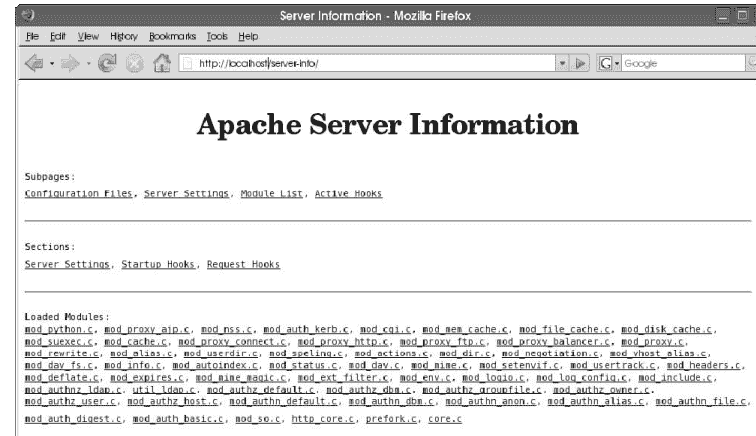 Server Information - Mozilla Firefox
File Edit View History Bookmarks Tools Help
http://localhost/server-info/ G Google
Apache Server Information
Subpages:
Configuration Files, Server Settings, Module List, Active Hooks
Sections:
Server Settings, Startup Hooks, Request Hooks
Loaded Modules:
mod_python.c, mod_proxy_ajp.c, mod_nss.c, mod_auth_kerb.c, mod_cgi.c, mod_mem_cache.c, mod_file_cache.c, mod_disk_cache.c,
mod_suexec.c, mod_cache.c, mod_proxy_connect.c, mod_proxy_http.c, mod_proxy_ftp.c, mod_proxy_balancer.c, mod_proxy.c,
mod_rewrite.c, mod_alias.c, mod_userdir.c, mod_speling.c, mod_actions.c, mod_dir.c, mod_negotiation.c, mod_vhost_alias.c,
mod_dav_fs.c, mod_info.c, mod_autoindex.c, mod_status.c, mod_dav.c, mod_mime.c, mod_setenvif.c, mod_usertrack.c, mod_headers.c,
mod_deflate.c, mod_expires.c, mod_mime_magic.c, mod_ext_filter.c, mod_env.c, mod_logio.c, mod_log_config.c, mod_include.c,
mod_authnz_ldap.c, util_ldap.c, mod_authz_default.c, mod_authz_dbm.c, mod_authz_groupfile.c, mod_authz_owner.c,
mod_authz_user.c, mod_authz_host.c, mod_authn_default.c, mod_authn_dbm.c, mod_authn_anon.c, mod_authn_alias.c, mod_authn_file.c,
mod_auth_digest.c, mod_auth_basic.c, mod_so.c, http_core.c, prefork.c, core.c